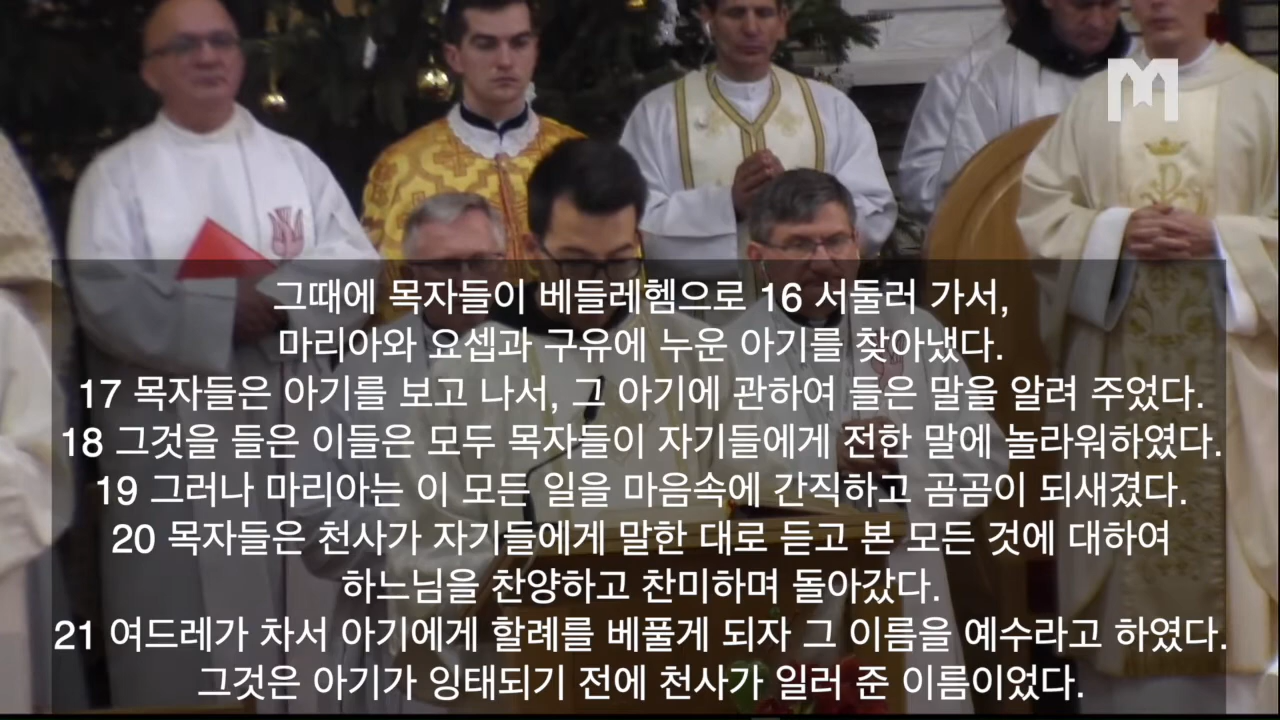 그때에 목자들이 베들레헴으로 16 서둘러 가서,
마리아와 요셉과 구유에 누운 아기를 찾아냈다.
17 목자들은 아기를 보고 나서, 그 아기에 관하여 들은 말을 알려 주었다.
18 그것을 들은 이들은 모두 목자들이 자기들에게 전한 말에 놀라워하였다.
19 그러나 마리아는 이 모든 일을 마음속에 간직하고 곰곰이 되새겼다.
20 목자들은 천사가 자기들에게 말한 대로 듣고 본 모든 것에 대하여
하느님을 찬양하고 찬미하며 돌아갔다.
21 여드레가 차서 아기에게 할례를 베풀게 되자 그 이름을 예수라고 하였다.
그것은 아기가 잉태되기 전에 천사가 일러 준 이름이었다.